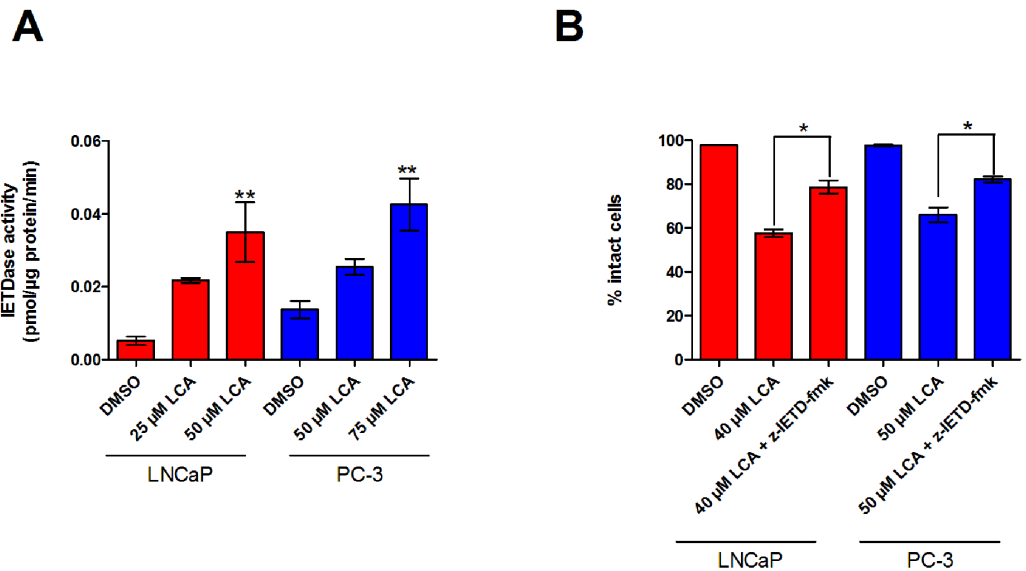 A
IETDase activity
(pmol/µg protein/min)
0.06
0.04
0.02
0.00
**
**
DMSO
25 µM LCA
50 µM LCA
DMSO
50 µM LCA
75 µM LCA
LNCaP
PC-3
B
% intact cells
100
80
60
40
20
0
*
*
DMSO
40 µM LCA
40 µM LCA + z-IETD-fmk
DMSO
50 µM LCA
50 µM LCA + z-IETD-fmk
LNCaP
PC-3